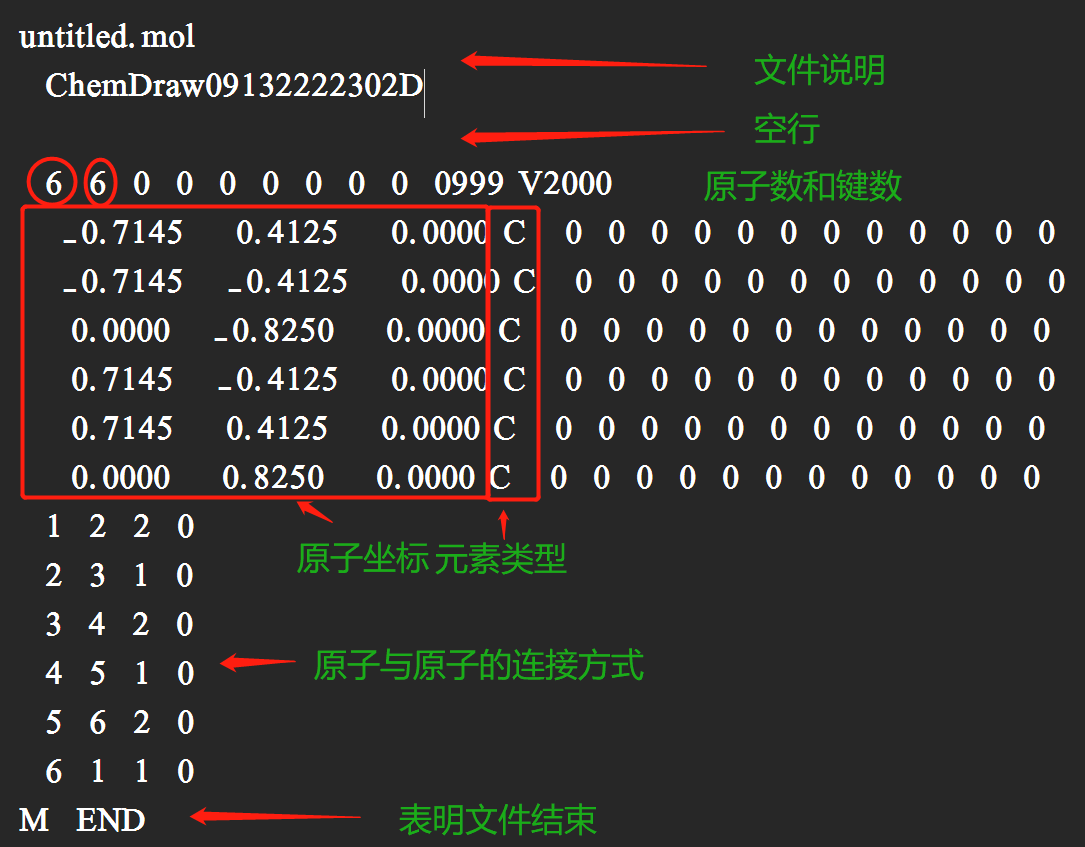 untitled.mol
ChemDraw09132222302D
文件说明
空行
6 6 0 0 0 0 0 0 0 0999 V2000
原子数和键数
-0.7145 0.4125 0.0000 C 0 0 0 0 0 0 0 0 0 0 0 0
-0.7145 -0.4125 0.0000 C 0 0 0 0 0 0 0 0 0 0 0 0
0.0000 -0.8250 0.0000 C 0 0 0 0 0 0 0 0 0 0 0 0
0.7145 -0.4125 0.0000 C 0 0 0 0 0 0 0 0 0 0 0 0
0.7145 0.4125 0.0000 C 0 0 0 0 0 0 0 0 0 0 0 0
0.0000 0.8250 0.0000 C 0 0 0 0 0 0 0 0 0 0 0 0
1 2 2 0
原子坐标 元素类型
2 3 1 0
3 4 2 0
4 5 1 0
原子与原子的连接方式
5 6 2 0
6 1 1 0
M END
表明文件结束